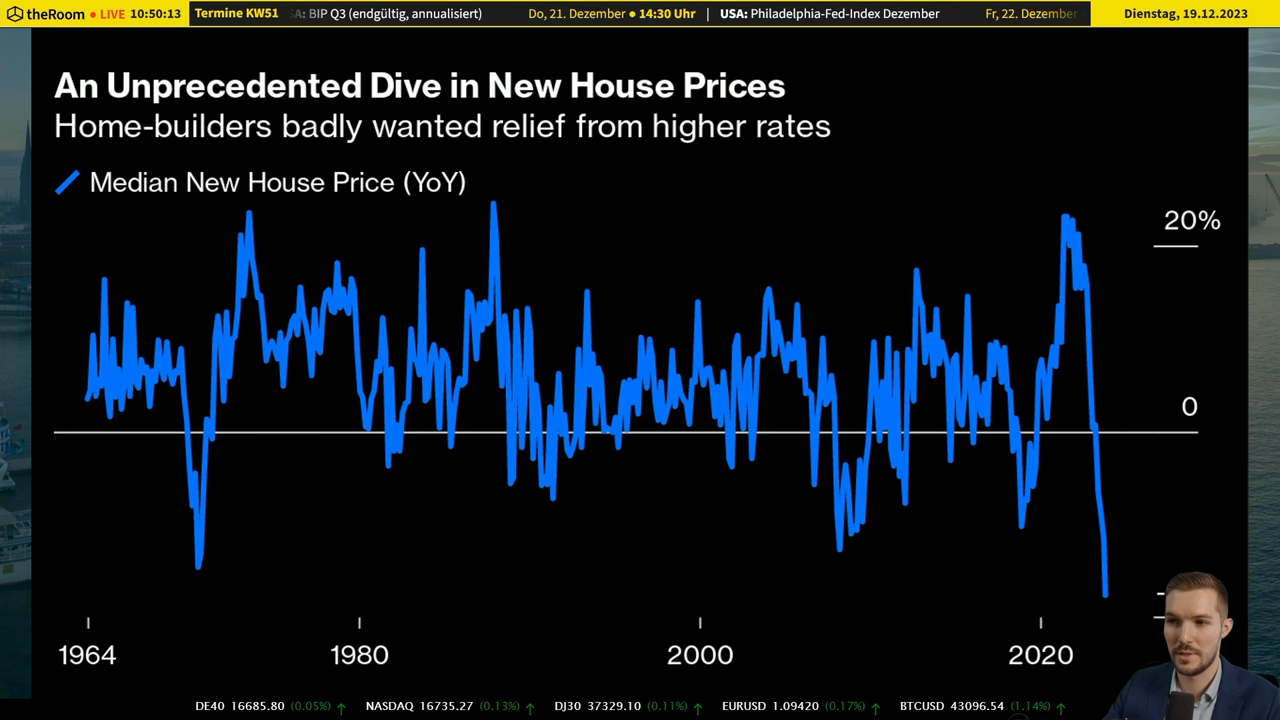 theRoom ● LIVE 10:50:13 Termine KW51 BIP Q3 (endgültig, annualisiert) Do, 21. Dezember ● 14:30 Uhr | USA: Philadelphia-Fed-Index Dezember Fr, 22. Dezember Dienstag, 19.12.2023
An Unprecedented Dive in New House Prices
Home-builders badly wanted relief from higher rates
Median New House Price (YoY)
20%
0
1964 1980 2000 2020
DE40 16685.80 (0.05%) ↑ NASDAQ 16735.27 (0.13%) ↑ DJ30 37329.10 (0.11%) ↑ EURUSD 1.09420 (0.17%) ↑ BTCUSD 43096.54 (1.14%) ↑